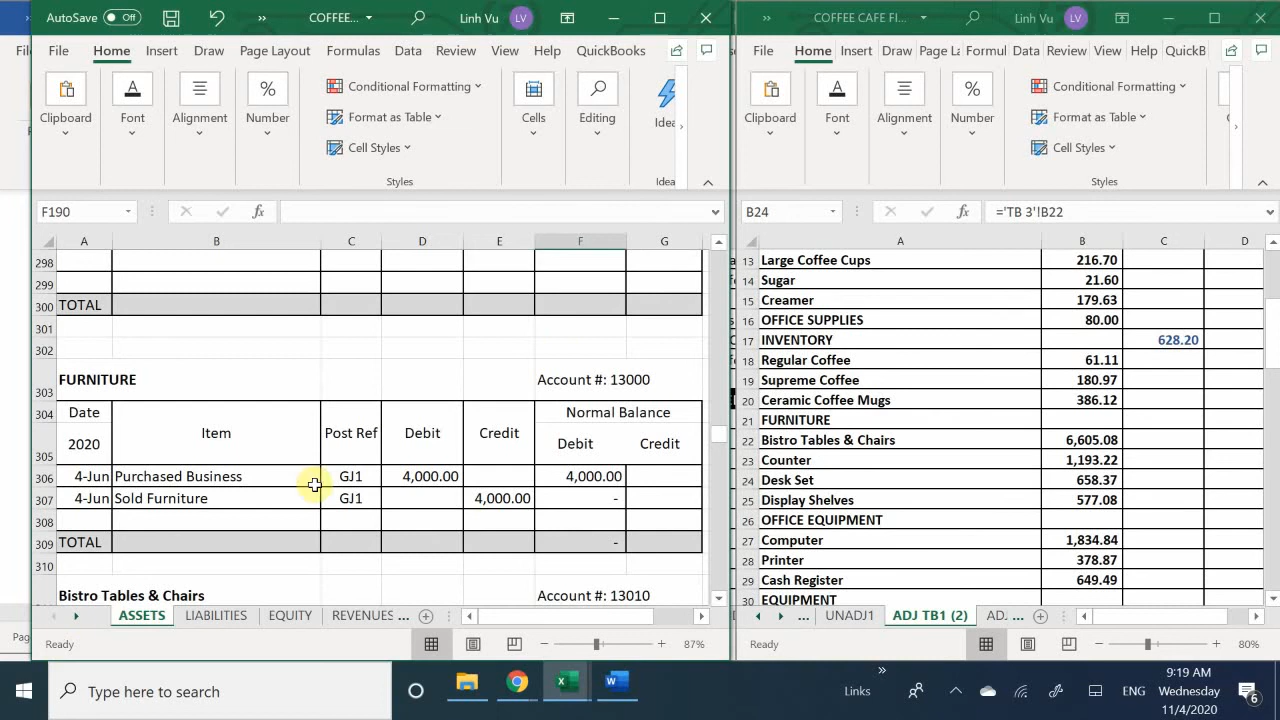 AutoSave Off » COFFEE... Linh Vu LV
File Home Insert Draw Page Layout Formulas Data Review View Help QuickBooks
Clipboard Font Alignment Number Conditional Formatting Format as Table Cell Styles Styles Cells Editing Idea
Idea
F190 fx
A B C D E F G
298
299
300 TOTAL
301
302
303 FURNITURE Account #: 13000
304 Date Normal Balance
305 2020 Item Post Ref Debit Credit Debit Credit
306 4-Jun Purchased Business GJ1 4,000.00 4,000.00
307 4-Jun Sold Furniture GJ1 4,000.00 -
308
309 TOTAL -
310
Bistro Tables & Chairs Account #: 13010
ASSETS LIABILITIES EQUITY REVENUES ...
Ready 87%
» COFFEE CAFE FI... Linh Vu LV
File Home Insert Draw Page La Formul Data Review View Help QuickB
Clipboard Font Alignment Number Conditional Formatting Format as Table Cell Styles Styles
B24 fx ='TB 3'!B22
A B C D
13 Large Coffee Cups 216.70
14 Sugar 21.60
15 Creamer 179.63
16 OFFICE SUPPLIES 80.00
17 INVENTORY 628.20
18 Regular Coffee 61.11
19 Supreme Coffee 180.97
20 Ceramic Coffee Mugs 386.12
21 FURNITURE
22 Bistro Tables & Chairs 6,605.08
23 Counter 1,193.22
24 Desk Set 658.37
25 Display Shelves 577.08
26 OFFICE EQUIPMENT
27 Computer 1,834.84
28 Printer 378.87
29 Cash Register 649.49
30 EQUIPMENT
... UNADJ1 ADJ TB1 (2) ADJ ...
Ready 80%
Fil
Pag
Type here to search Links » ENG 9:19 AM
Wednesday
11/4/2020 6